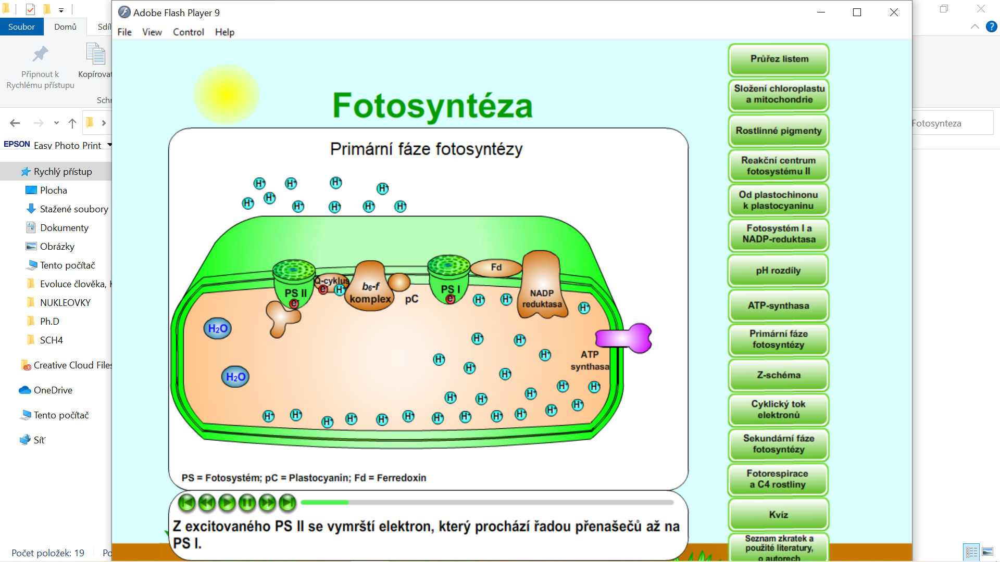 Adobe Flash Player 9
File View Control Help
Soubor
Domů
Připnout k
Rychlému přístupu
EPSON Easy Photo Print
Rychlý přístup
Plocha
Stažené soubory
Dokumenty
Obrázky
Tento počítač
Evoluce člověka,
NUKLEOVKY
Ph.D
SCH4
Creative Cloud Files
OneDrive
Tento počítač
Síť
Počet položek: 19
Fotosynteza
Fotosyntéza
Primární fáze fotosyntézy
H+ H+ H+ H+
H+ H+ H+ H+ H+ H+
PS II
e-
Q-cyklus
e- H+
b6-f
komplex
pC
PS I
e-
Fd
NADP
reduktasa
H+ H+ H+
H2O
H2O
H+ H+
H+ H+ H+ H+
ATP
synthasa
H+ H+ H+ H+ H+
H+ H+ H+ H+ H+ H+ H+ H+ H+ H+ H+ H+
PS = Fotosystém; pC = Plastocyanin; Fd = Ferredoxin
Z excitovaného PS II se vymrští elektron, který prochází řadou přenašečů až na
PS I.
Průřez listem
Složení chloroplastu
a mitochondrie
Rostlinné pigmenty
Reakční centrum
fotosystému II
Od plastochinonu
k plastocyaninu
Fotosystém I a
NADP-reduktasa
pH rozdíly
ATP-synthasa
Primární fáze
fotosyntézy
Z-schéma
Cyklický tok
elektronů
Sekundární fáze
fotosyntézy
Fotorespirace
a C4 rostliny
Kvíz
Seznam zkratek a
použité literatury,
o autorech